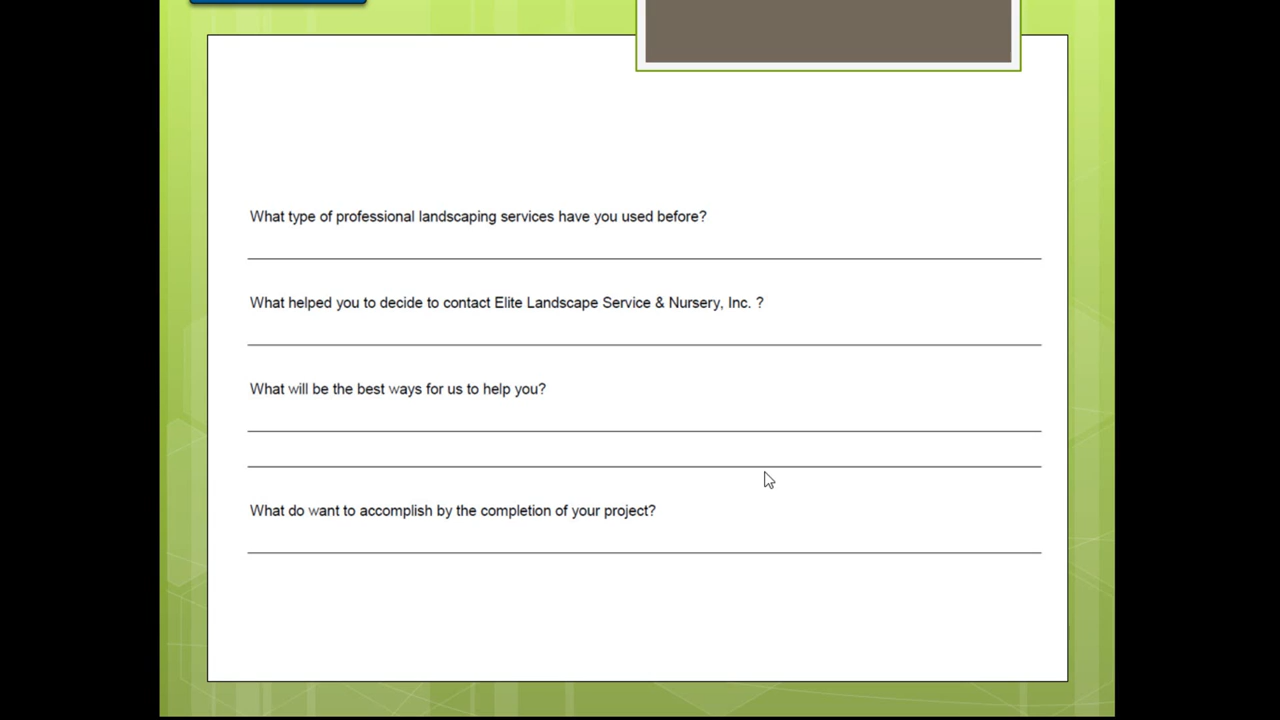 What type of professional landscaping services have you used before?
What helped you to decide to contact Elite Landscape Service & Nursery, Inc. ?
What will be the best ways for us to help you?
What do want to accomplish by the completion of your project?